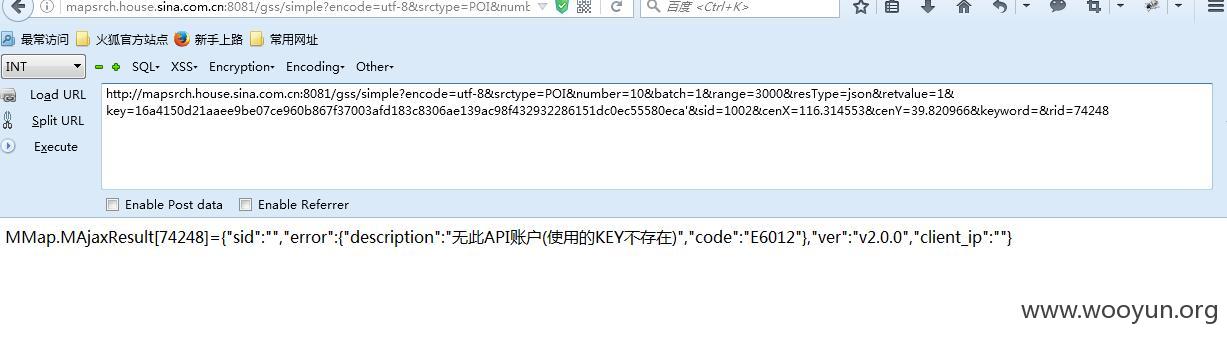 mapsrch.house.sina.com.cn:8081/gss/simple?encode=utf-8&srctype=POI&numb
百度 <Ctrl+K>
最常访问 火狐官方站点 新手上路 常用网址
INT SQL XSS Encryption Encoding Other
Load URL
Split URL
Execute
http://mapsrch.house.sina.com.cn:8081/gss/simple?encode=utf-8&srctype=POI&number=10&batch=1&range=3000&resType=json&retvalue=1&
key=16a4150d21aaee9be07ce960b867f37003afd183c8306ae139ac98f432932286151dc0ec55580eca'&sid=1002&cenX=116.314553&cenY=39.820966&keyword=&rid=74248
Enable Post data Enable Referrer
MMap.MAjaxResult[74248]={"sid":"","error":{"description":"无此API账户(使用的KEY不存在)","code":"E6012"},"ver":"v2.0.0","client_ip":""}
www.wooyun.org